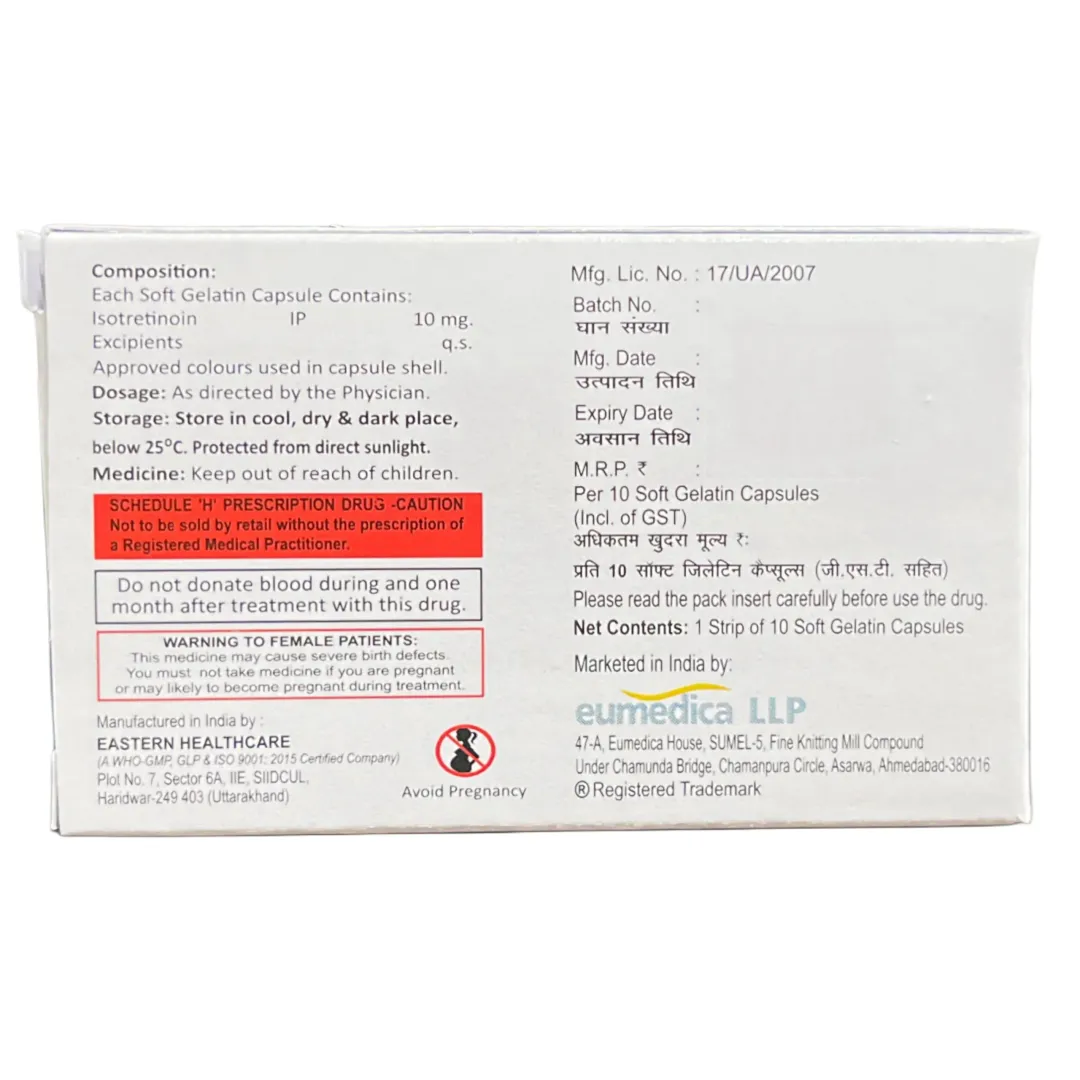 Composition:
Each Soft Gelatin Capsule Contains:
Isotretinoin IP 10 mg.
Excipients q.s.
Approved colours used in capsule shell.
Dosage: As directed by the Physician.
Storage: Store in cool, dry & dark place,
below 25°C. Protected from direct sunlight.
Medicine: Keep out of reach of children.
SCHEDULE 'H' PRESCRIPTION DRUG -CAUTION
Not to be sold by retail without the prescription of
a Registered Medical Practitioner.
Do not donate blood during and one
month after treatment with this drug.
WARNING TO FEMALE PATIENTS:
This medicine may cause severe birth defects.
You must not take medicine if you are pregnant
or may likely to become pregnant during treatment.
Manufactured in India by :
EASTERN HEALTHCARE
(A WHO-GMP, GLP & ISO 9001: 2015 Certified Company)
Plot No. 7, Sector 6A, IIE, SIIDCUL,
Haridwar-249 403 (Uttarakhand)
Avoid Pregnancy
Mfg. Lic. No. : 17/UA/2007
Batch No. :
घान संख्या
Mfg. Date :
उत्पादन तिथि
Expiry Date :
अवसान तिथि
M.R.P. ₹ :
Per 10 Soft Gelatin Capsules
(Incl. of GST)
अधिकतम खुदरा मूल्य ₹:
प्रति 10 सॉफ्ट जिलेटिन कैप्सूल्स (जी.एस.टी. सहित)
Please read the pack insert carefully before use the drug.
Net Contents: 1 Strip of 10 Soft Gelatin Capsules
Marketed in India by:
eumedica LLP
47-A, Eumedica House, SUMEL-5, Fine Knitting Mill Compound
Under Chamunda Bridge, Chamanpura Circle, Asarwa, Ahmedabad-380016
® Registered Trademark